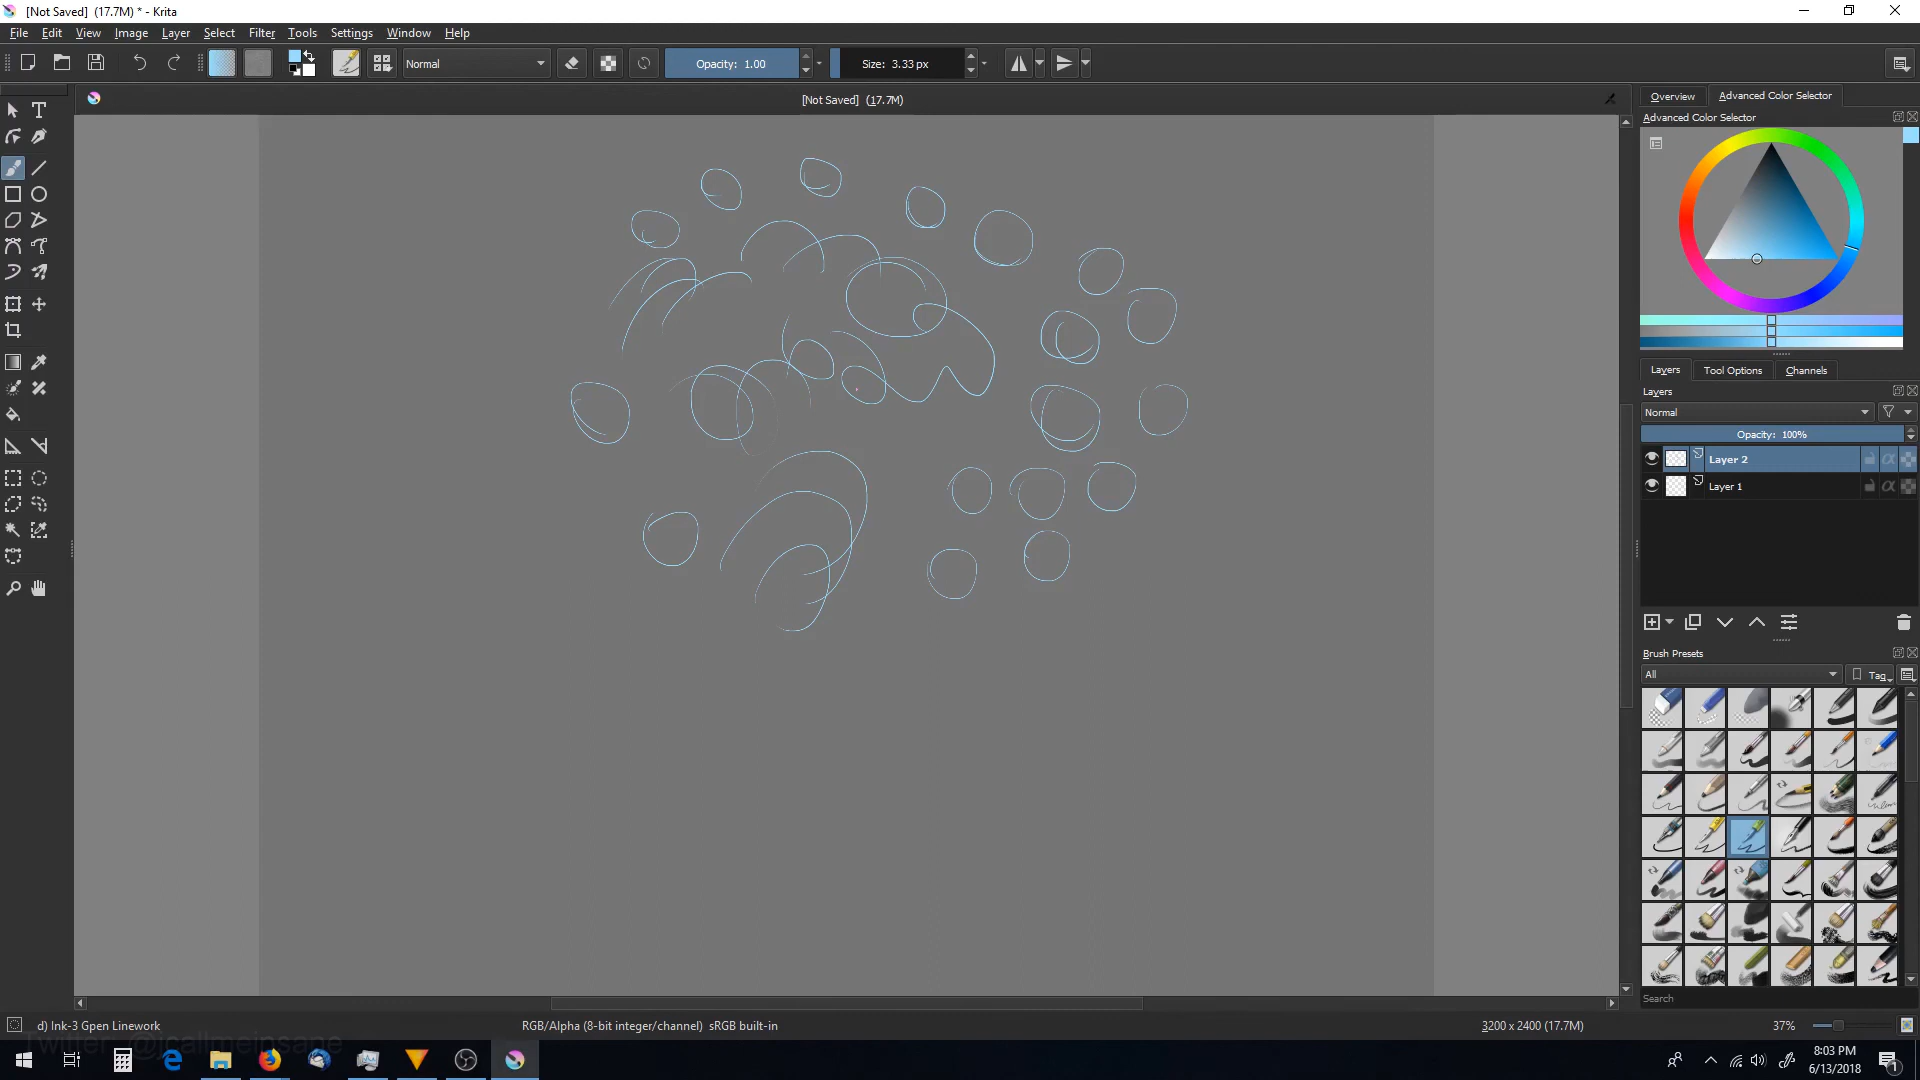 [Not Saved] (17.7M) * - Krita
File Edit View Image Layer Select Filter Tools Settings Window Help
Normal
Opacity: 1.00
Size: 3.33 px
[Not Saved] (17.7M)
Overview
Advanced Color Selector
Advanced Color Selector
Layers
Tool Options
Channels
Layers
Normal
Opacity: 100%
Layer 2
Layer 1
Brush Presets
All
Tag
Search
d) Ink-3 Gpen Linework
RGB/Alpha (8-bit integer/channel) sRGB built-in
3200 x 2400 (17.7M)
37%
Twitter: @jcallmeinsane
8:03 PM
6/13/2018
1